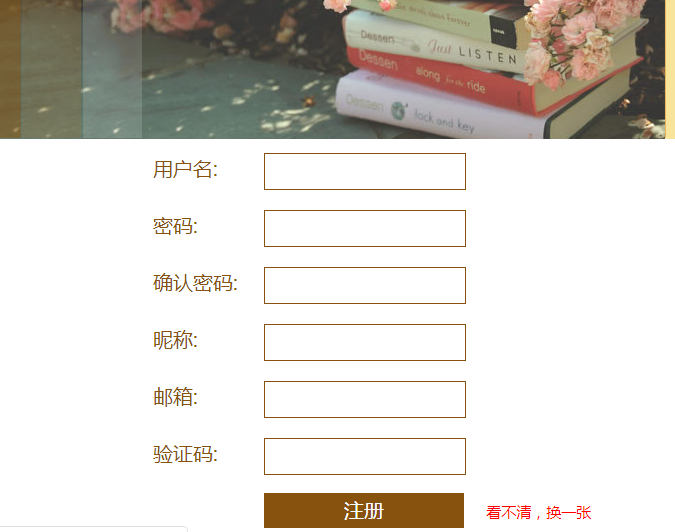 Dessen
Just LISTEN
Dessen
along for the ride
Dessen
lock and key
用户名:
密码:
确认密码:
昵称:
邮箱:
验证码:
注册
看不清，换一张